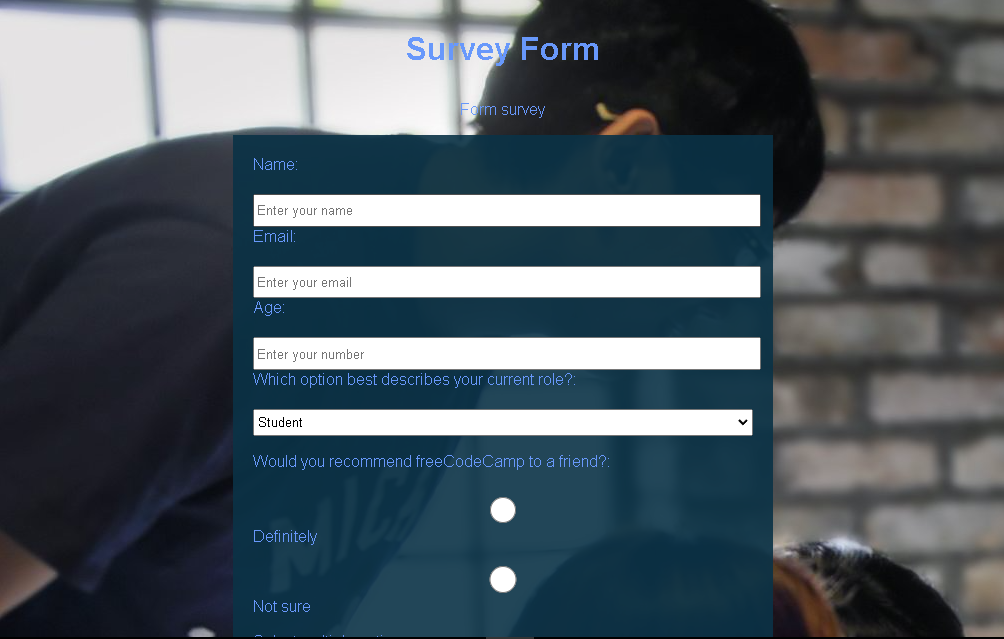 Survey Form
Form survey
Name:
Enter your name
Email:
Enter your email
Age:
Enter your number
Which option best describes your current role?:
Student
Would you recommend freeCodeCamp to a friend?:
Definitely
Not sure